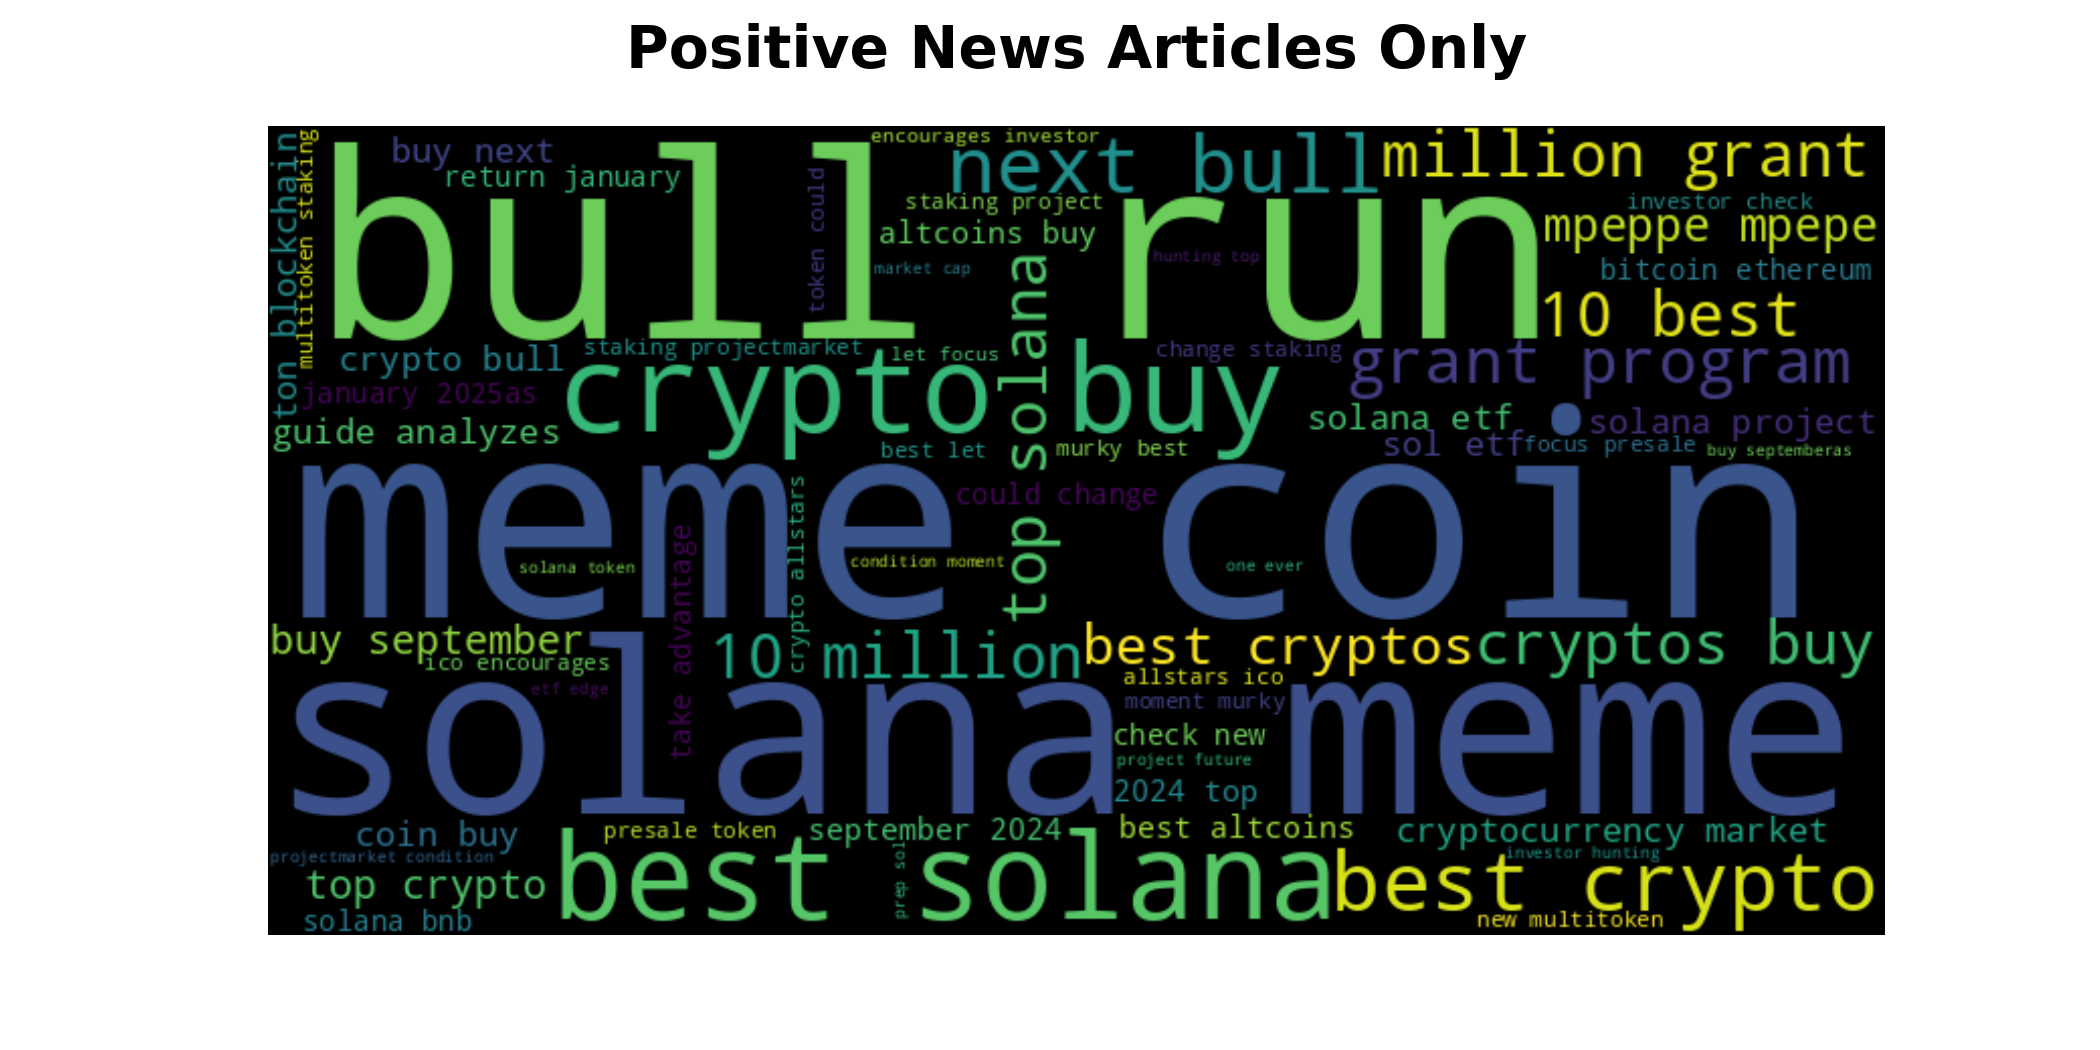 Positive News Articles Only
ton blockchain
multitoken staking
buy next
return january
bull run
token could
encourages investor
next bull
million grant
staking project
altcoins buy
market cap
hunting top
investor check
mpeppe mpepe
bitcoin ethereum
10 best
top solana
crypto bull
staking projectmarket
let focus
change staking
grant program
january 2025as
crypto buy
guide analyzes
best let
murky best
solana etf
solana project
sol etf
focus presale
buy septemberas
meme coin
could change
crypto allstars
take advantage
solana token
condition moment
one ever
buy september
ico encourages
10 million
best cryptos
cryptos buy
etf edge
allstars ico
moment murky
solana meme
check new
project future
2024 top
coin buy
presale token
september 2024
best altcoins
cryptocurrency market
projectmarket condition
prep sol
investor hunting
top crypto
best solana
best crypto
solana bnb
new multitoken